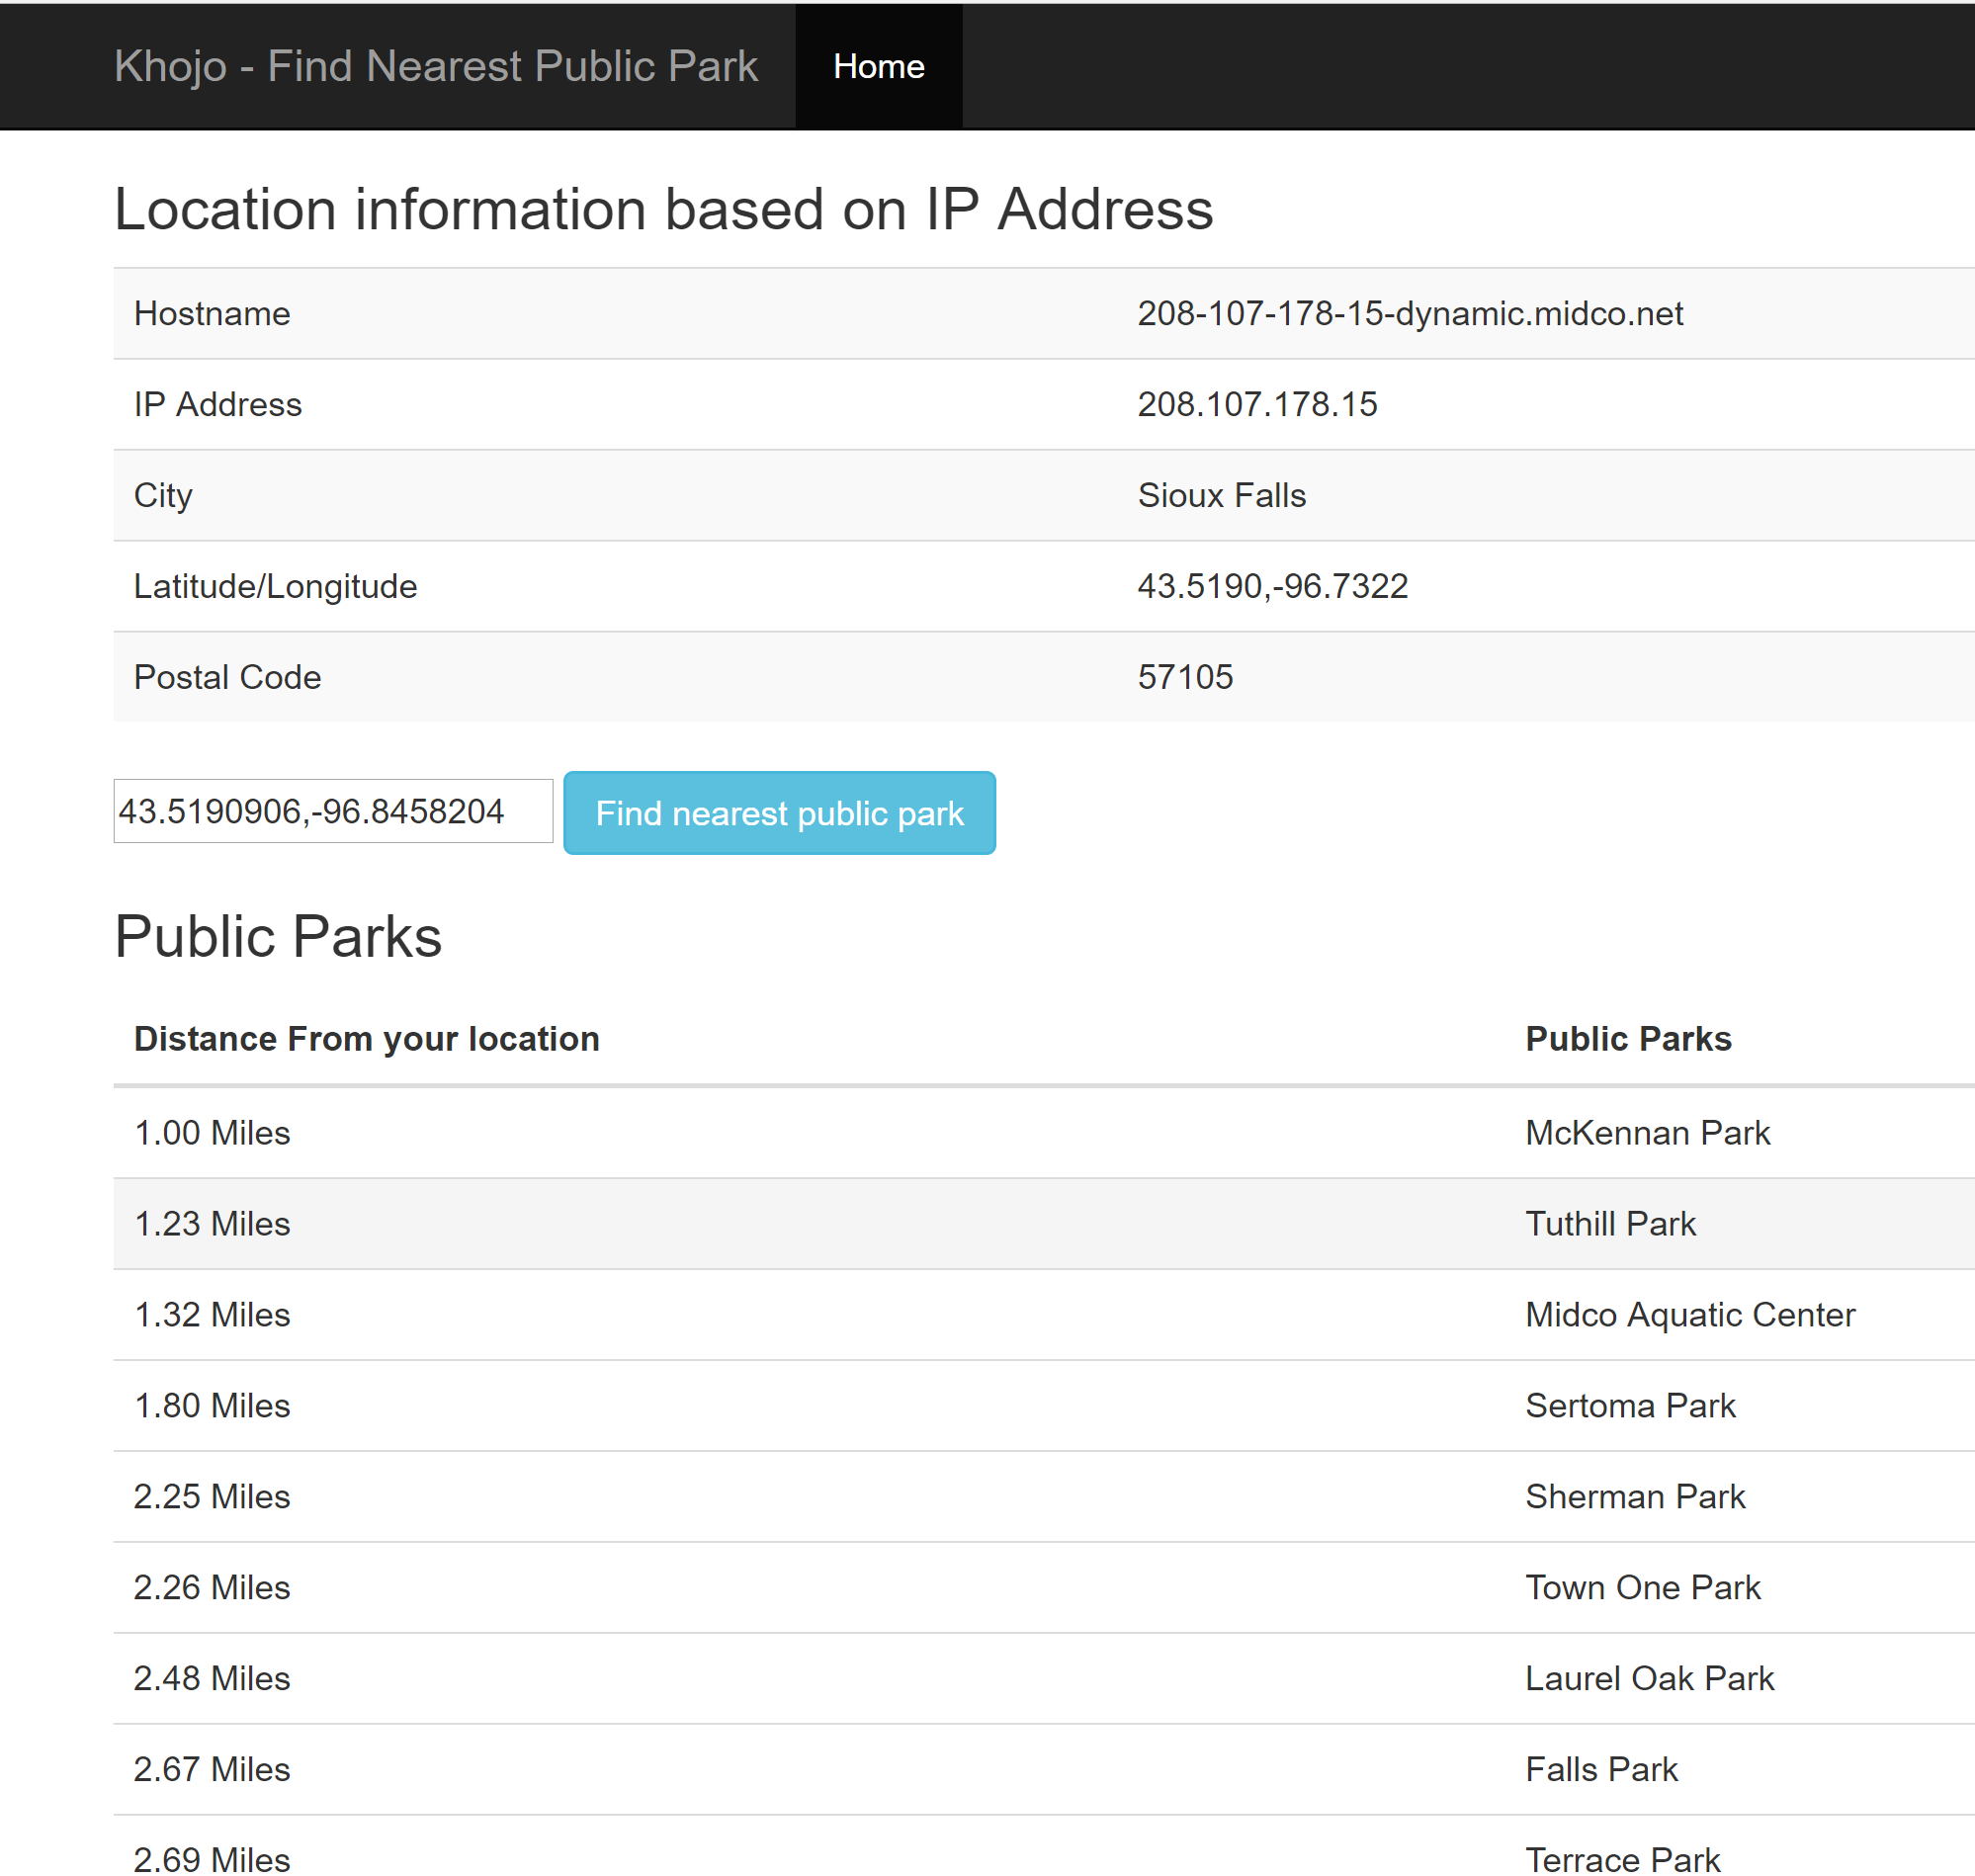 Khojo - Find Nearest Public Park Home
Location information based on IP Address
Hostname 208-107-178-15-dynamic.midco.net
IP Address 208.107.178.15
City Sioux Falls
Latitude/Longitude 43.5190,-96.7322
Postal Code 57105
43.5190906,-96.8458204 Find nearest public park
Public Parks
Distance From your location Public Parks
1.00 Miles McKennan Park
1.23 Miles Tuthill Park
1.32 Miles Midco Aquatic Center
1.80 Miles Sertoma Park
2.25 Miles Sherman Park
2.26 Miles Town One Park
2.48 Miles Laurel Oak Park
2.67 Miles Falls Park
2.69 Miles Terrace Park